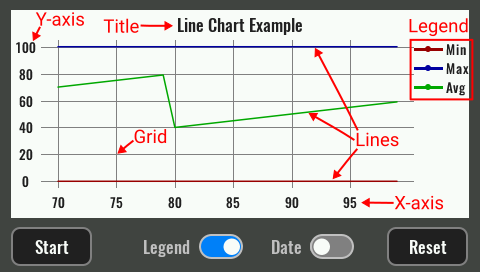 Y-axis
Title
Line Chart Example
Legend
100
Min
Max
Avg
80
60
40
20
0
Grid
Lines
70 75 80 85 90 95
X-axis
Start
Legend
Date
Reset